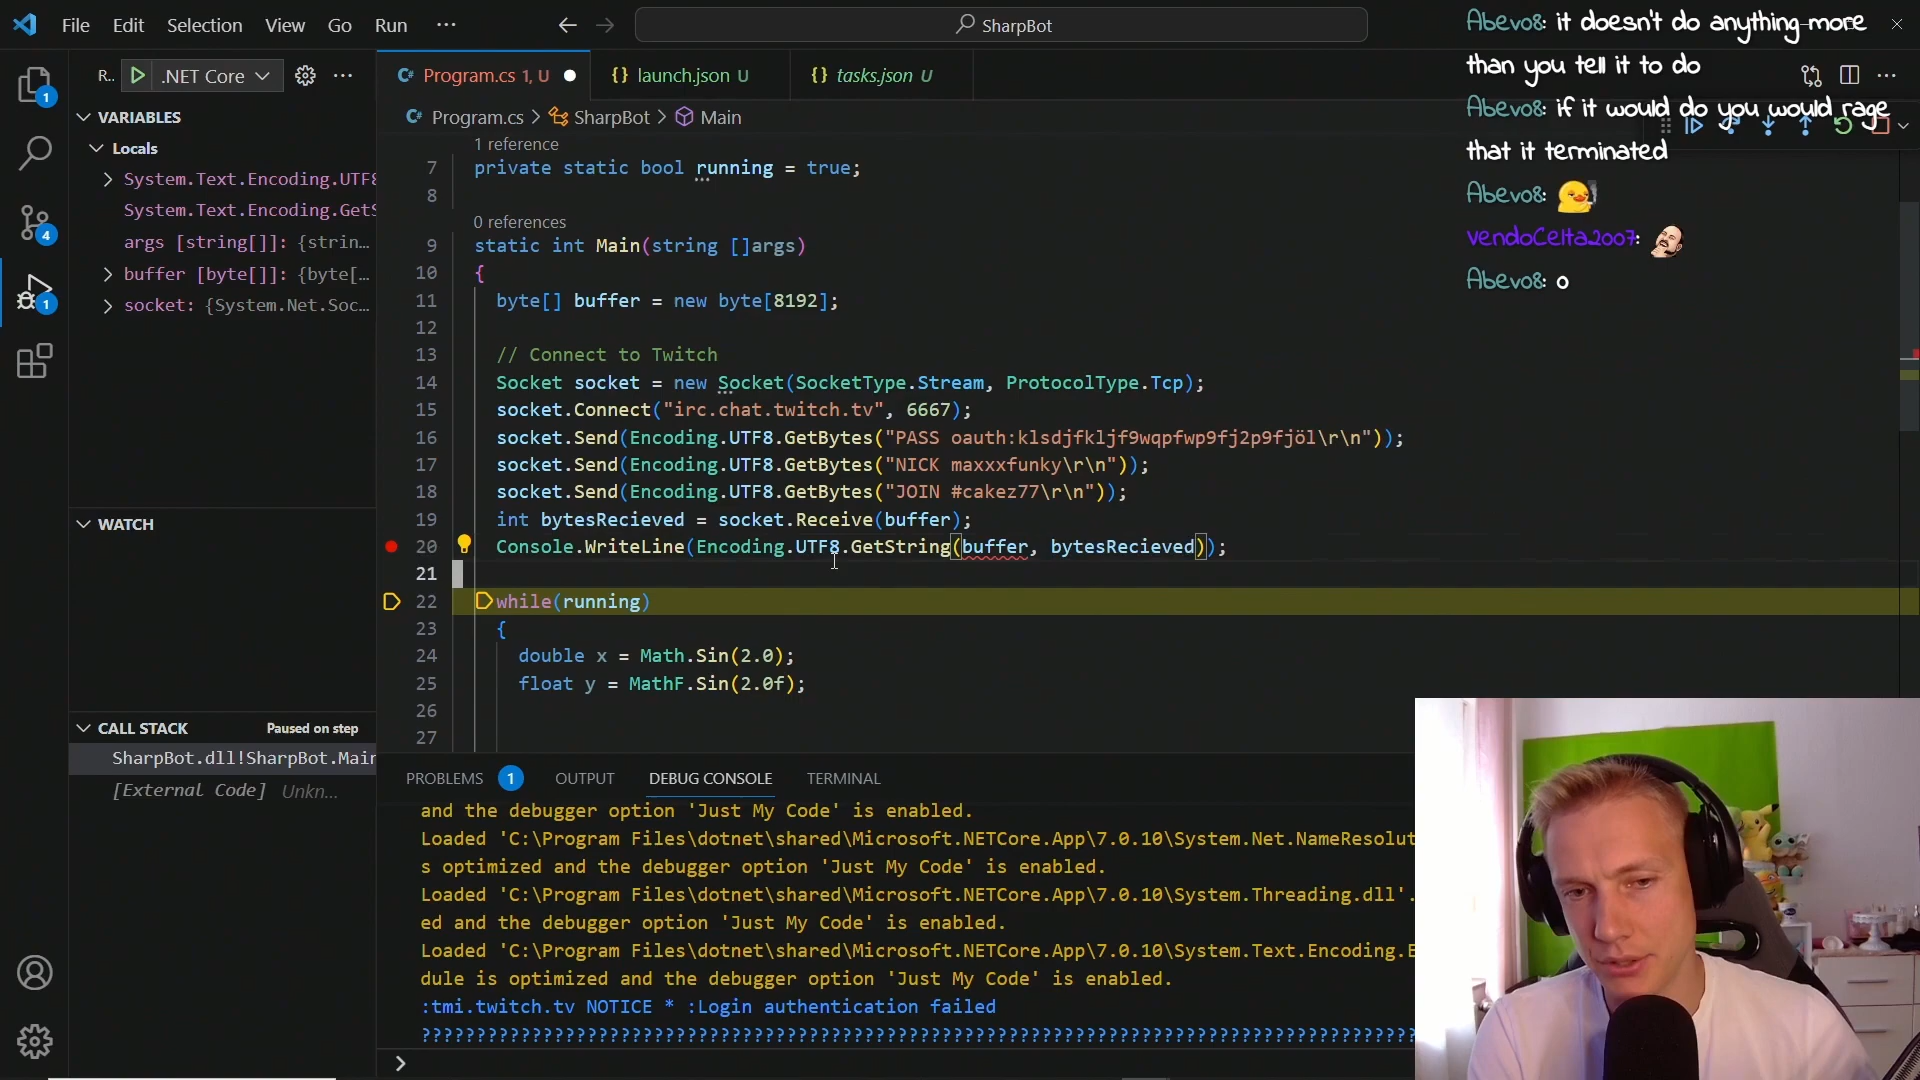 File Edit Selection View Go Run ···
SharpBot
R.. .NET Core ···
Program.cs 1, U
launch.json U
tasks.json U
Program.cs > SharpBot > Main
VARIABLES
Locals
System.Text.Encoding.UTF8
System.Text.Encoding.GetS
args [string[]]: {strin...
buffer [byte[]]: {byte[...
socket: {System.Net.Soc...
WATCH
CALL STACK Paused on step
SharpBot.dll!SharpBot.Main
[External Code] Unkn...
1
4
1
1 reference
7 private static bool running = true;
8
0 references
9 static int Main(string []args)
10 {
11 byte[] buffer = new byte[8192];
12
13 // Connect to Twitch
14 Socket socket = new Socket(SocketType.Stream, ProtocolType.Tcp);
15 socket.Connect("irc.chat.twitch.tv", 6667);
16 socket.Send(Encoding.UTF8.GetBytes("PASS oauth:klsdjfkljf9wqpfwp9fj2p9fjöl\r\n"));
17 socket.Send(Encoding.UTF8.GetBytes("NICK maxxxfunky\r\n"));
18 socket.Send(Encoding.UTF8.GetBytes("JOIN #cakez77\r\n"));
19 int bytesRecieved = socket.Receive(buffer);
20 Console.WriteLine(Encoding.UTF8.GetString(buffer, bytesRecieved));
21
22 while(running)
23 {
24 double x = Math.Sin(2.0);
25 float y = MathF.Sin(2.0f);
26
27
PROBLEMS 1 OUTPUT DEBUG CONSOLE TERMINAL
and the debugger option 'Just My Code' is enabled.
Loaded 'C:\Program Files\dotnet\shared\Microsoft.NETCore.App\7.0.10\System.Net.NameResolut
s optimized and the debugger option 'Just My Code' is enabled.
Loaded 'C:\Program Files\dotnet\shared\Microsoft.NETCore.App\7.0.10\System.Threading.dll'.
ed and the debugger option 'Just My Code' is enabled.
Loaded 'C:\Program Files\dotnet\shared\Microsoft.NETCore.App\7.0.10\System.Text.Encoding.E
dule is optimized and the debugger option 'Just My Code' is enabled.
:tmi.twitch.tv NOTICE * :Login authentication failed
??????????????????????????????????????????????????????????????????????????????????????????
Abevo8: it doesn't do anything more
than you tell it to do
Abevo8: if it would do you would rage
that it terminated
Abevo8:
vendoCelta2007:
Abevo8: o